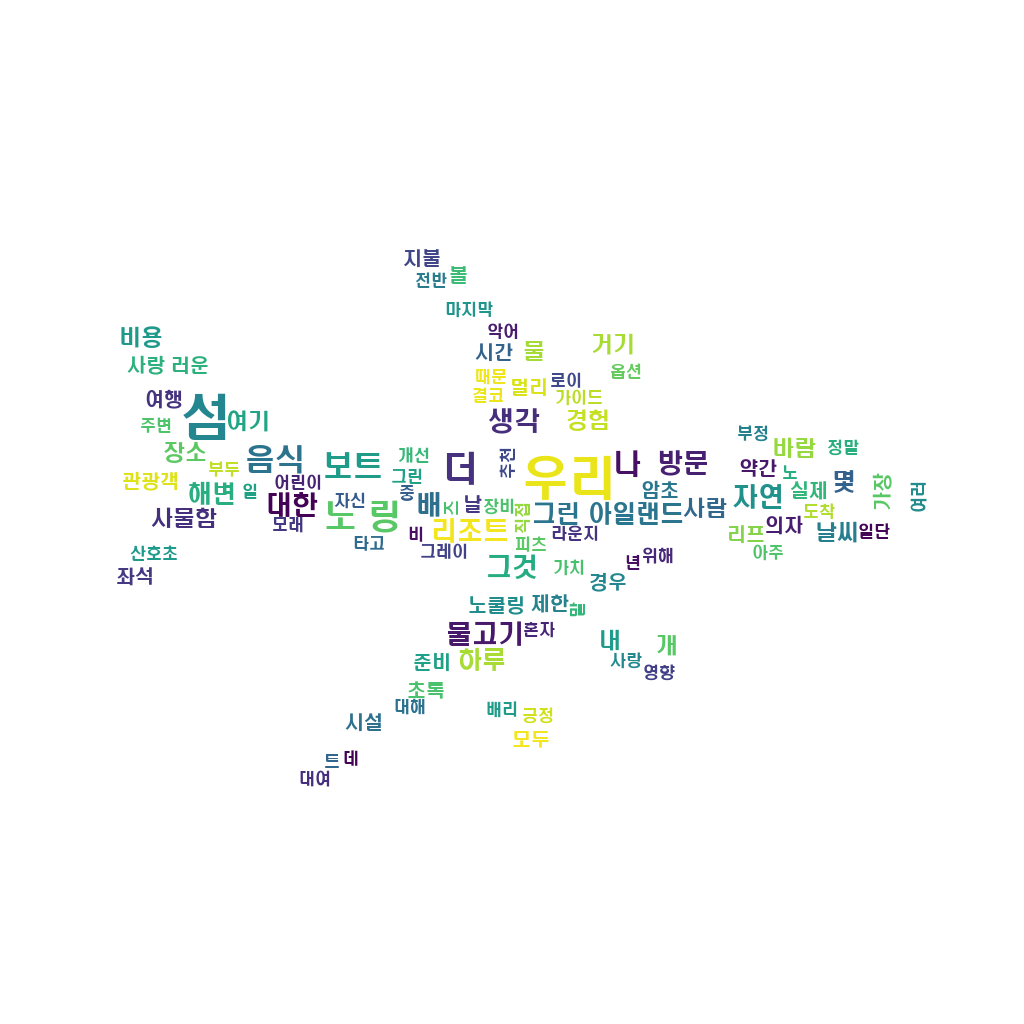 지불
전반 볼
마지막
악어
비용
시간 물 거기
사랑 러운
때문 멀리 로이 옵션
여행 결코 가이드
섬 여기 생각 경험
주변 부정
장소 음식 보트 개선 더 추천 우리 나 방문 바람 정말
부두 약간 노
관광객 어린이 그린 몇
해변 일 대한 자신 노 링 중 배 지 날 장비 직접 그린 아일랜드 암초 사람 자연 실제 가장 여러
사물함 모래 비 리조트 라운지 리프 의자 도착 날씨 일단
타고 그레이 피츠
산호초 위해 아주
좌석 그것 가치 년
경우
노쿨링 제한
물고기 혼자 내 개
준비 하루 사랑
영향
초록
대해 배리 긍정
시설
모두
트 데
대여